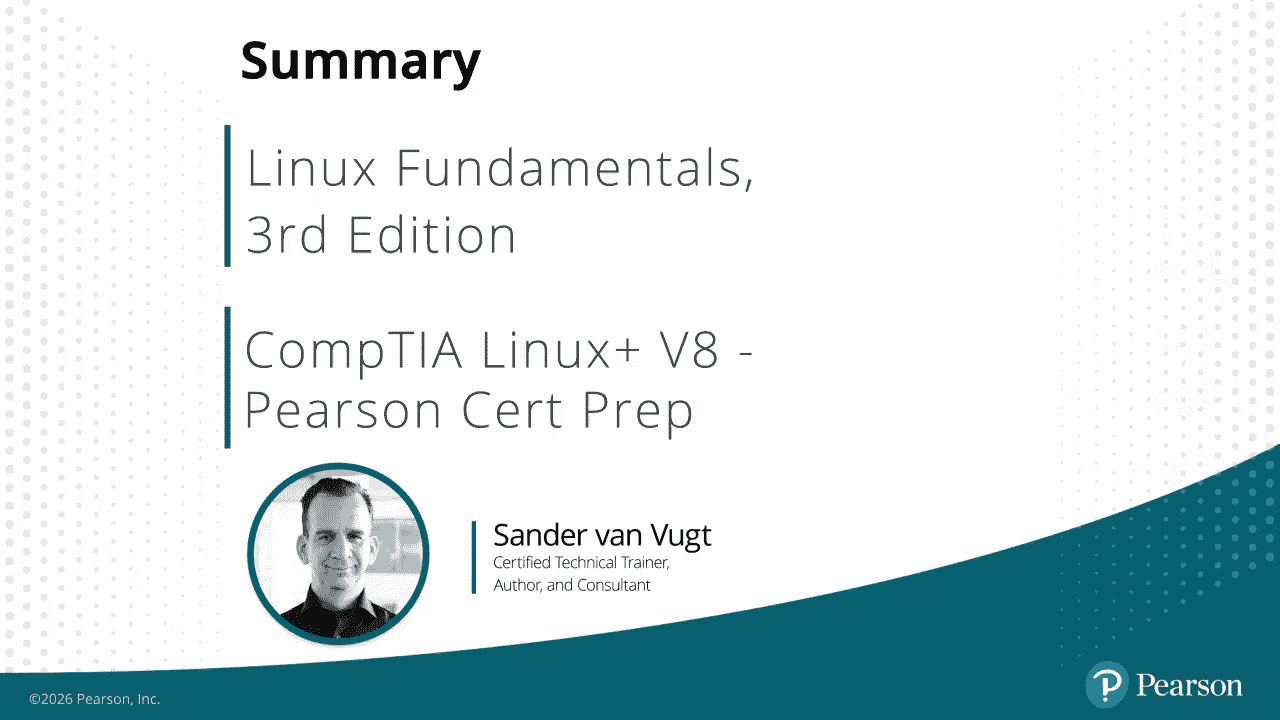 Summary
Linux Fundamentals,
3rd Edition
CompTIA Linux+ V8 -
Pearson Cert Prep
Sander van Vugt
Certified Technical Trainer,
Author, and Consultant
©2026 Pearson, Inc.
Pearson